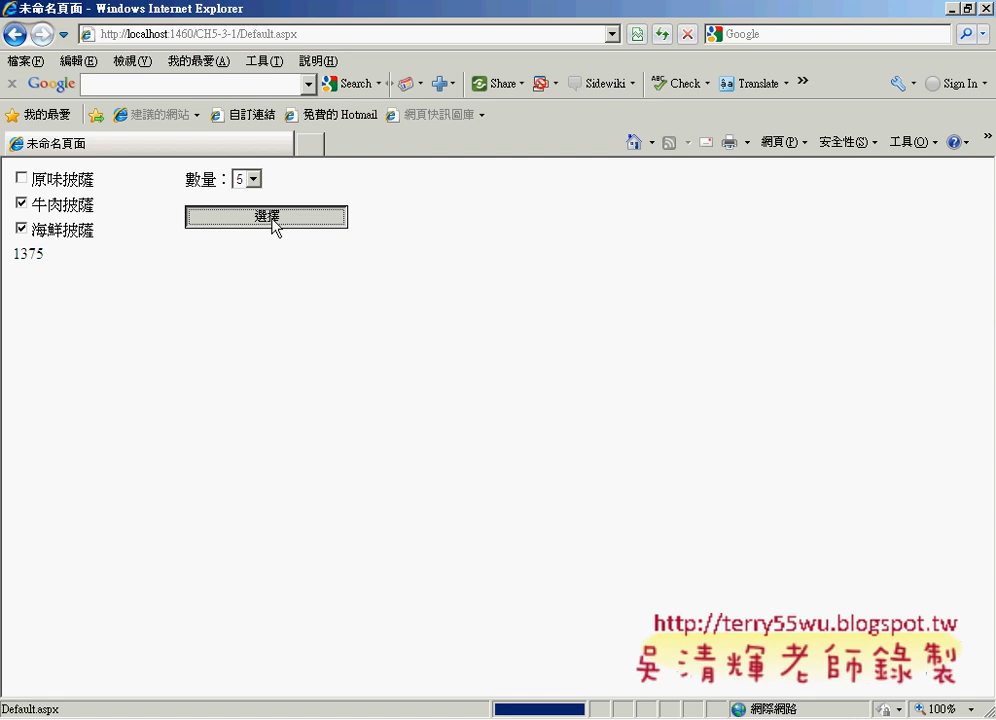 未命名頁面 - Windows Internet Explorer
http://localhost:1460/CH5-3-1/Default.aspx
Google
檔案(F) 編輯(E) 檢視(V) 我的最愛(A) 工具(T) 說明(H)
x Google Search Share Sidewiki Check Translate » Sign In
我的最愛 建議的網站 自訂連結 免費的 Hotmail 網頁快訊圖庫
未命名頁面 網頁(P) 安全性(S) 工具(O) »
原味披薩 數量：5
牛肉披薩 選擇
海鮮披薩
1375
http://terry55wu.blogspot.tw
吳清輝老師錄製
Default.aspx 網際網路 100%